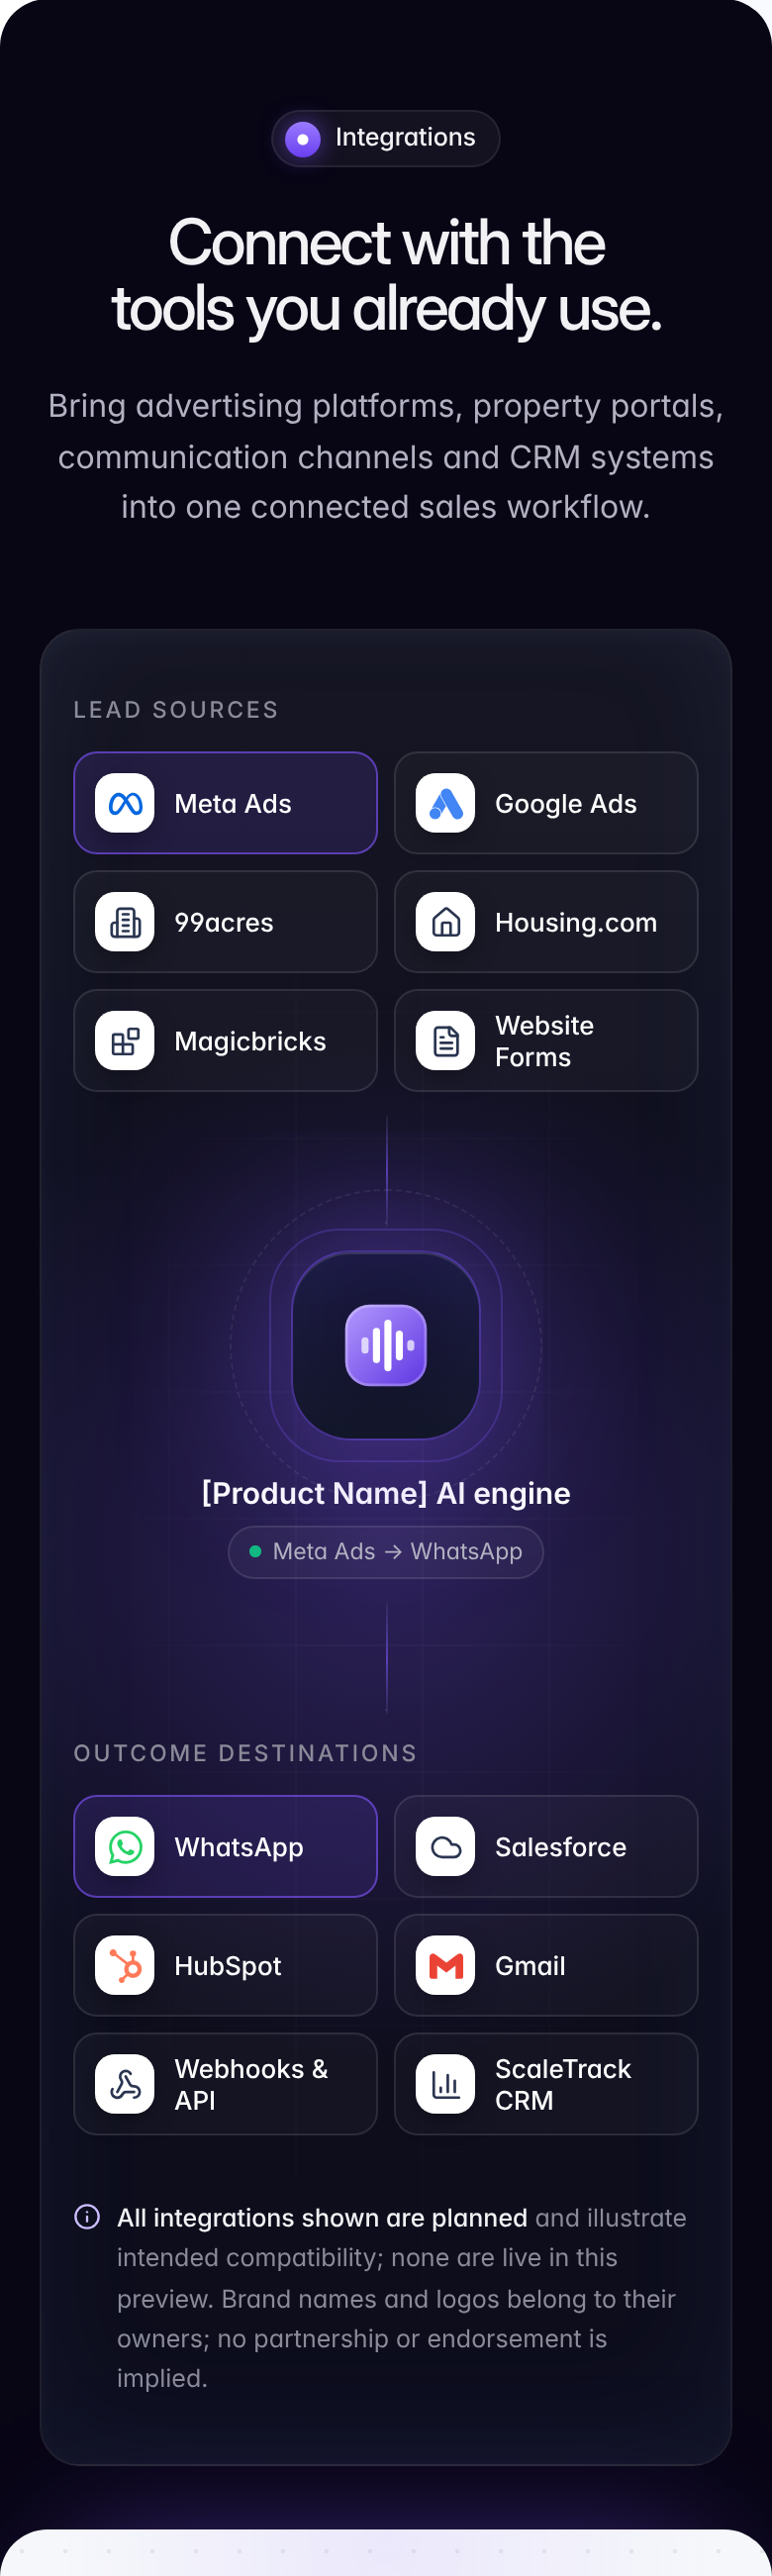 Integrations
Connect with the
tools you already use.
Bring advertising platforms, property portals,
communication channels and CRM systems
into one connected sales workflow.
LEAD SOURCES
Meta Ads
Google Ads
99acres
Housing.com
Magicbricks
Website
Forms
[Product Name] AI engine
Meta Ads → WhatsApp
OUTCOME DESTINATIONS
WhatsApp
Salesforce
HubSpot
Gmail
Webhooks &
API
ScaleTrack
CRM
All integrations shown are planned and illustrate
intended compatibility; none are live in this
preview. Brand names and logos belong to their
owners; no partnership or endorsement is
implied.